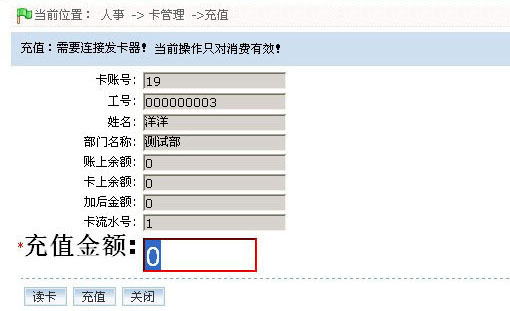 当前位置： 人事 -> 卡管理 ->充值
充值：需要连接发卡器！ 当前操作只对消费有效！
卡账号: 19
工号: 000000003
姓名: 洋洋
部门名称: 测试部
账上余额: 0
卡上余额: 0
加后金额: 0
卡流水号: 1
*充值金额: 0
读卡 充值 关闭